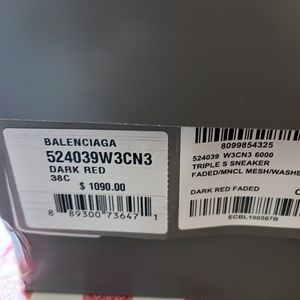 BALENCIAGA
524039W3CN3
DARK RED
38C
$ 1090.00
8 89300 73647 1
8099854325
524039 W3CN3 6000
TRIPLE S SNEAKER
FADED/MNCL MESH/WASHE
DARK RED FADED
ECBL100567B